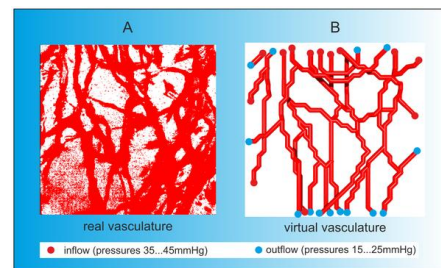 A
B
real vasculature
virtual vasculature
inflow (pressures 35...45mmHg)
outflow (pressures 15...25mmHg)